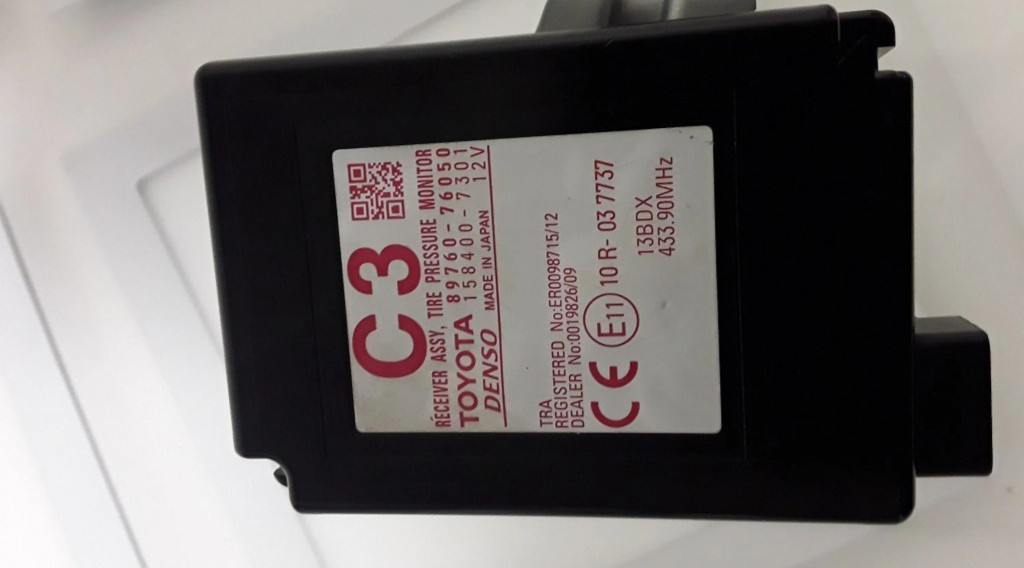 C3
RECEIVER ASSY, TIRE PRESSURE MONITOR
TOYOTA 89760-76050
DENSO 158400-7301
MADE IN JAPAN 12V
TRA
REGISTERED No:ER0098715/12
DEALER No:0019826/09
CE E11 10 R- 03 7737
13BDX
433.90MHz